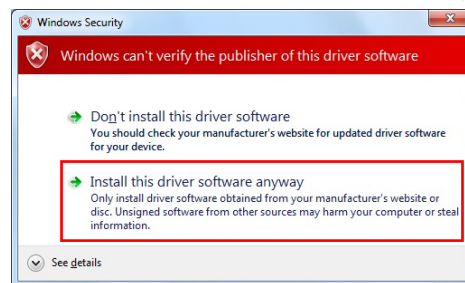 Windows Security
Windows can't verify the publisher of this driver software
Don't install this driver software
You should check your manufacturer's website for updated driver software
for your device.
Install this driver software anyway
Only install driver software obtained from your manufacturer's website or
disc. Unsigned software from other sources may harm your computer or steal
information.
See details